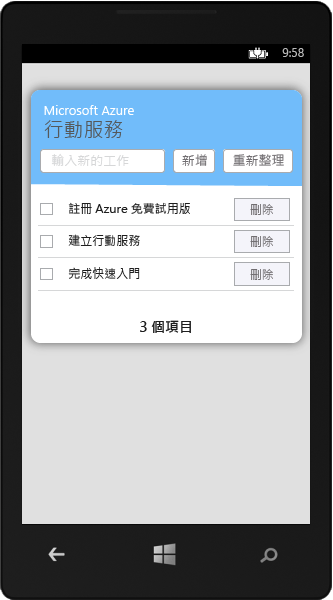 9:58
Microsoft Azure
行動服務
輸入新的工作 新增 重新整理
註冊 Azure 免費試用版 刪除
建立行動服務 刪除
完成快速入門 刪除
3 個項目